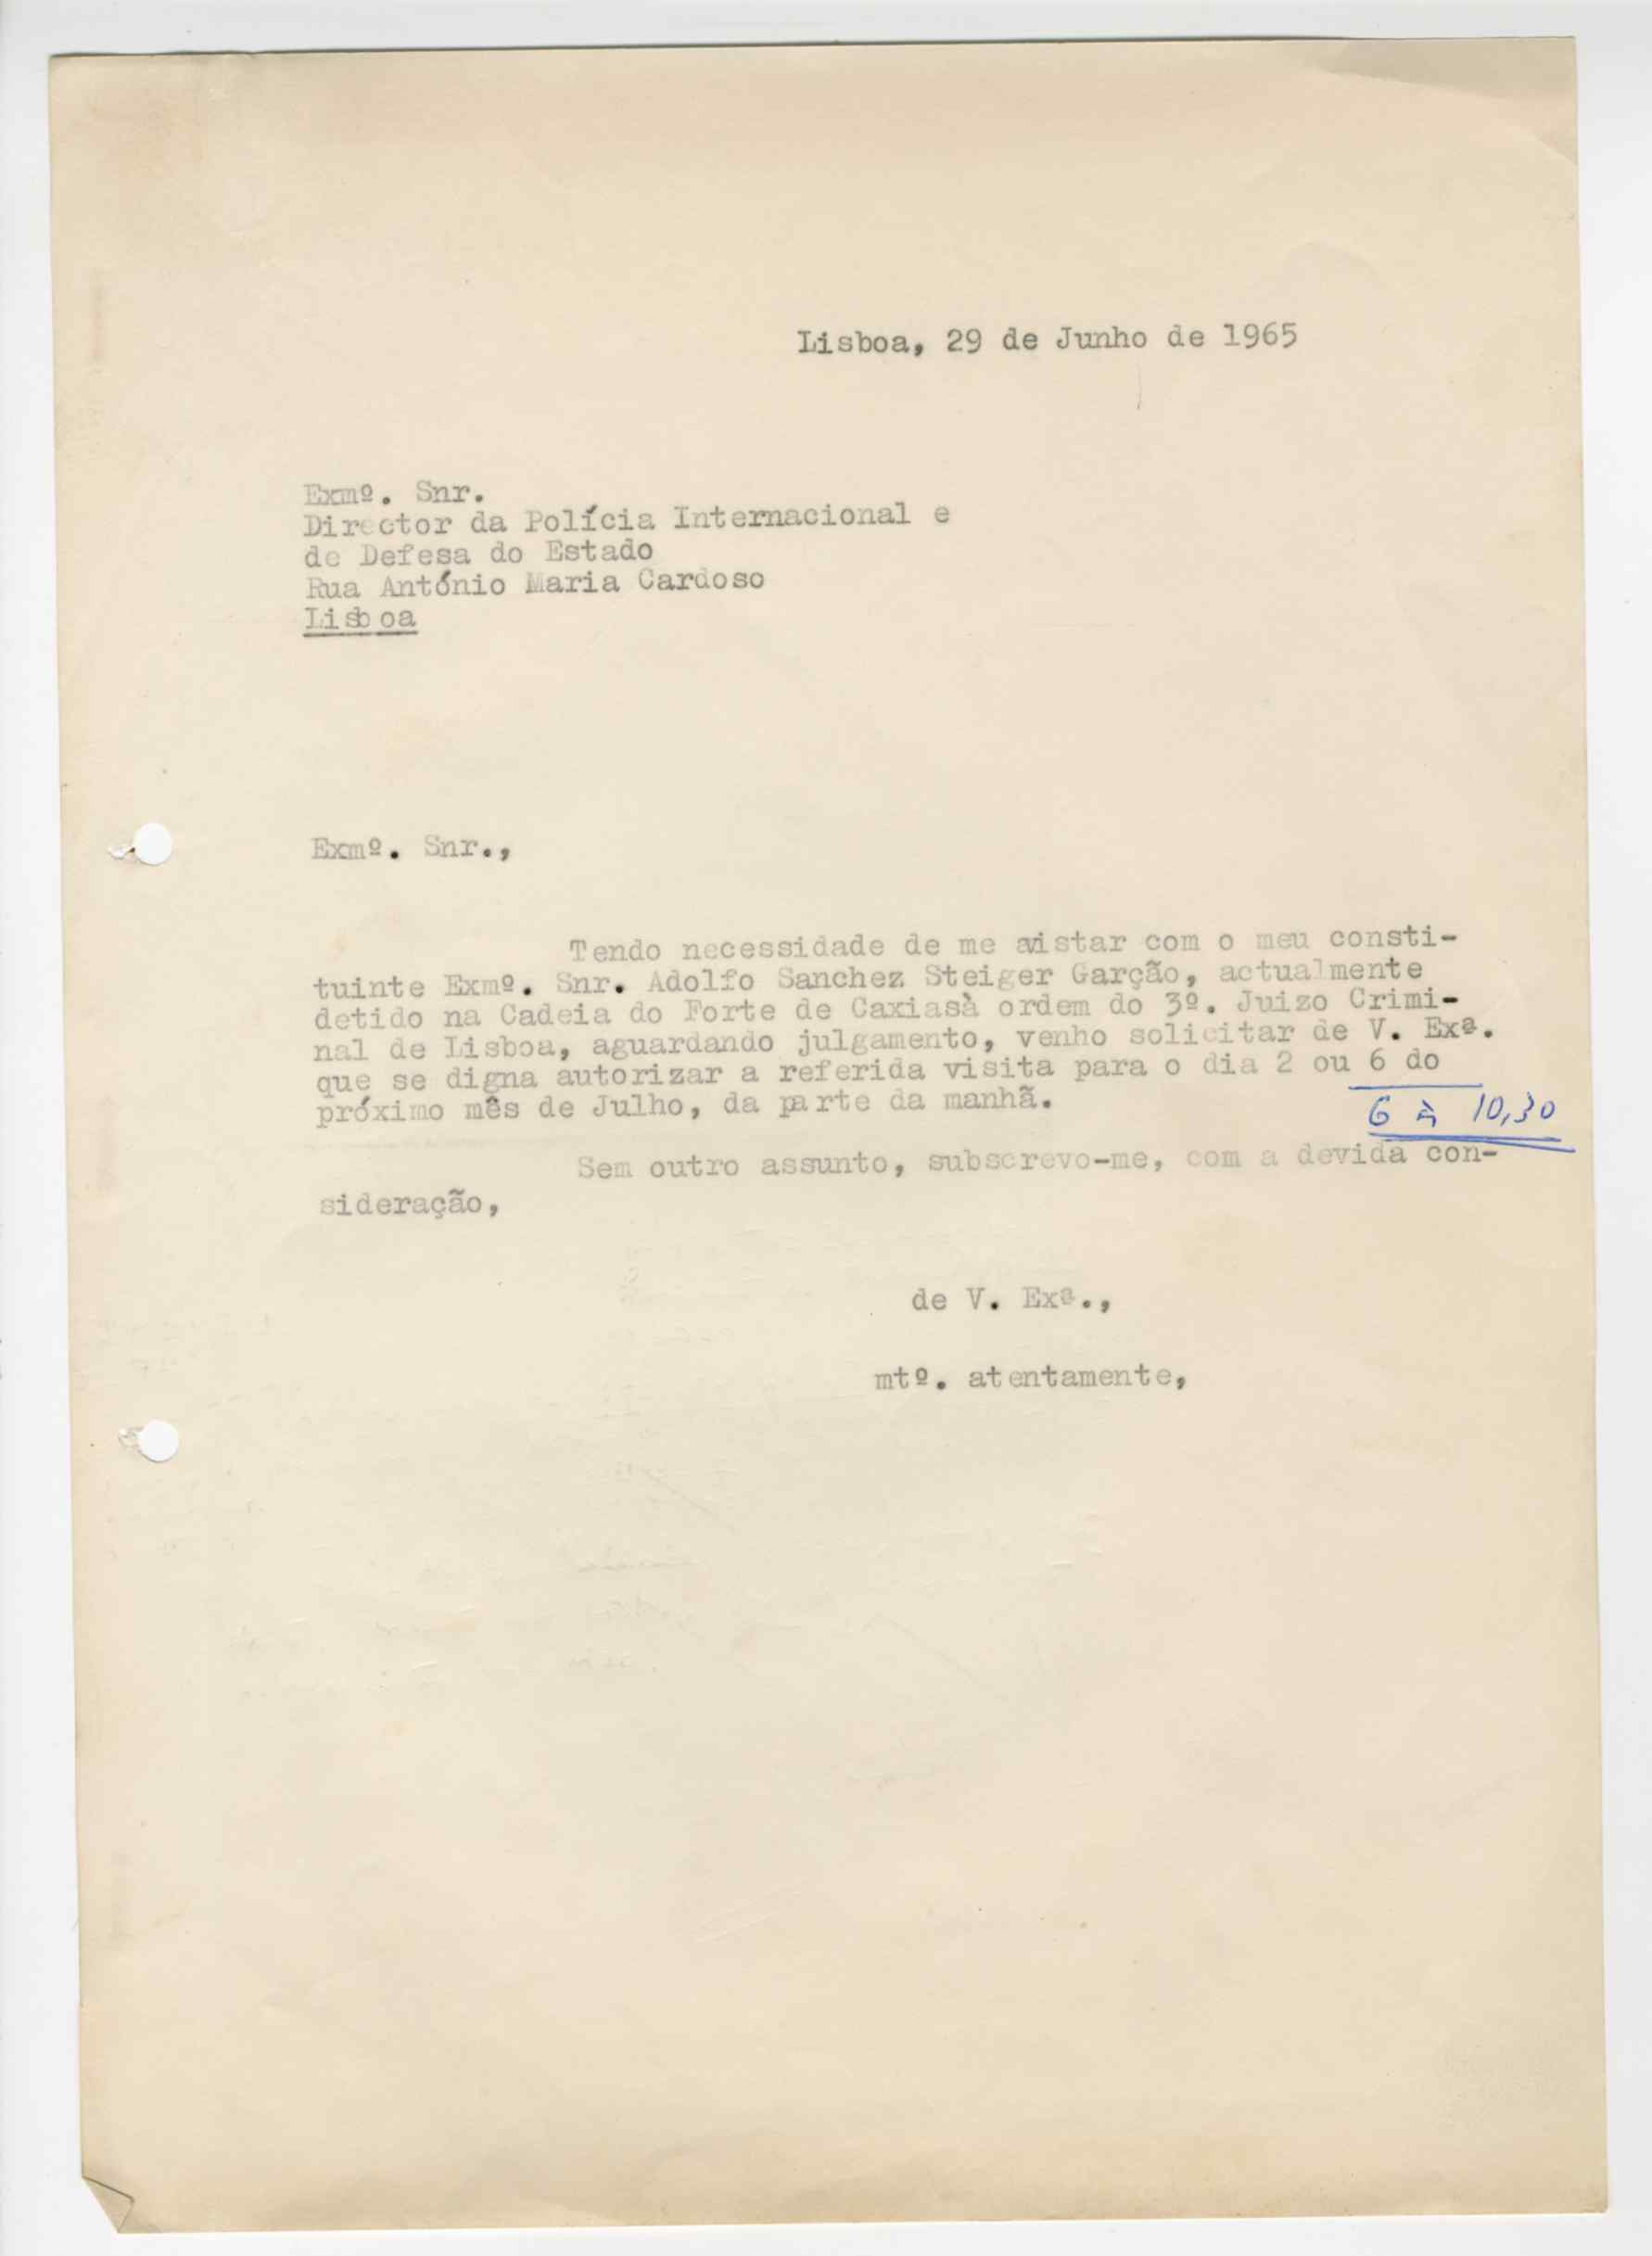 Lisboa, 29 de Junho de 1965
Exmº. Snr.
Director da Polícia Internacional e
de Defesa do Estado
Rua António Maria Cardoso
Lisboa
Exmº. Snr.,
Tendo necessidade de me avistar com o meu consti-
tuinte Exmº. Snr. Adolfo Sanchez Steiger Garção, actualmente
detido na Cadeia do Forte de Caxiasà ordem do 3º. Juizo Crimi-
nal de Lisboa, aguardando julgamento, venho solicitar de V. Exª.
que se digna autorizar a referida visita para o dia 2 ou 6 do
próximo mês de Julho, da parte da manhã.
6 às 10,30
Sem outro assunto, subscrevo-me, com a devida con-
sideração,
de V. Exª.,
mtº. atentamente,